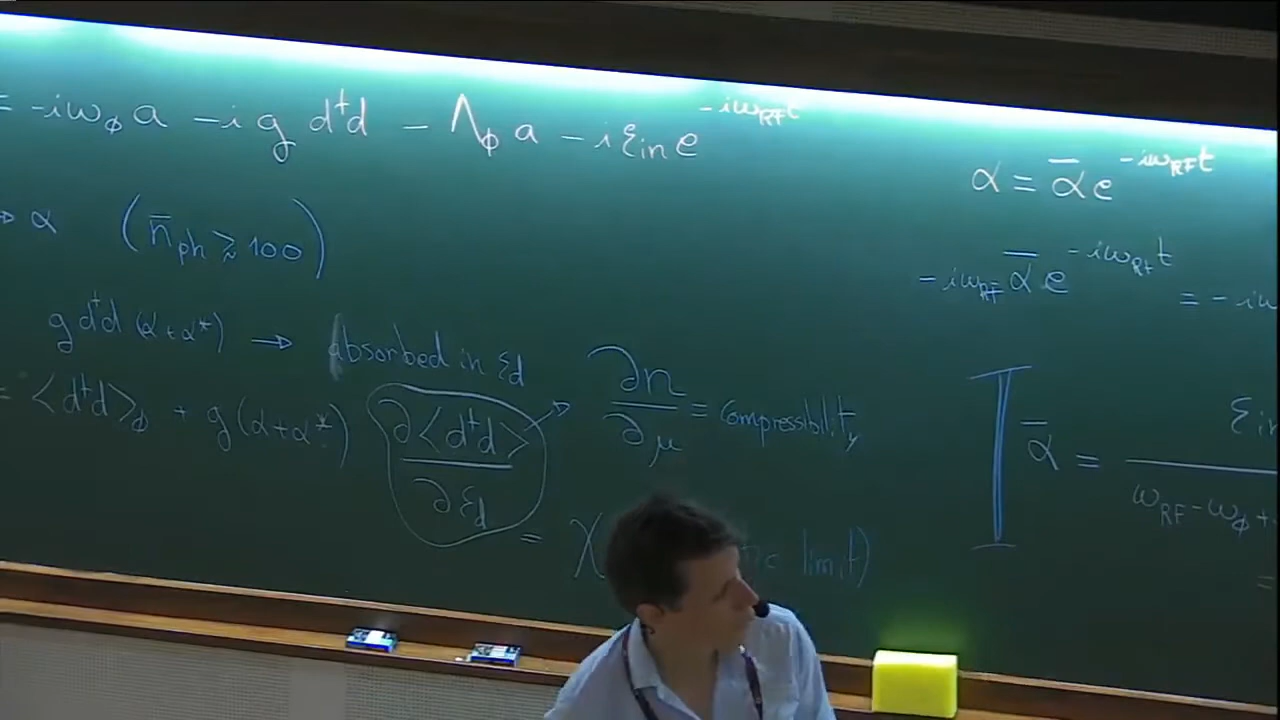 = -iω_ϕ a - i g d†d - Λ_ϕ a - i ε_in e^{-iω_RF t}
→ α (n̄_ph ≳ 100)
g d†d (α+α*) → absorbed in ε_d
= <d†d>_0 + g(α+α*) ∂<d†d>/∂ε_d → ∂n/∂μ = compressibility
= χ limit)
α = ᾱ e^{-iω_RF t}
-iω_RF ᾱ e^{-iω_RF t} = -iω
ᾱ = ε_in / ω_RF - ω_ϕ +
=